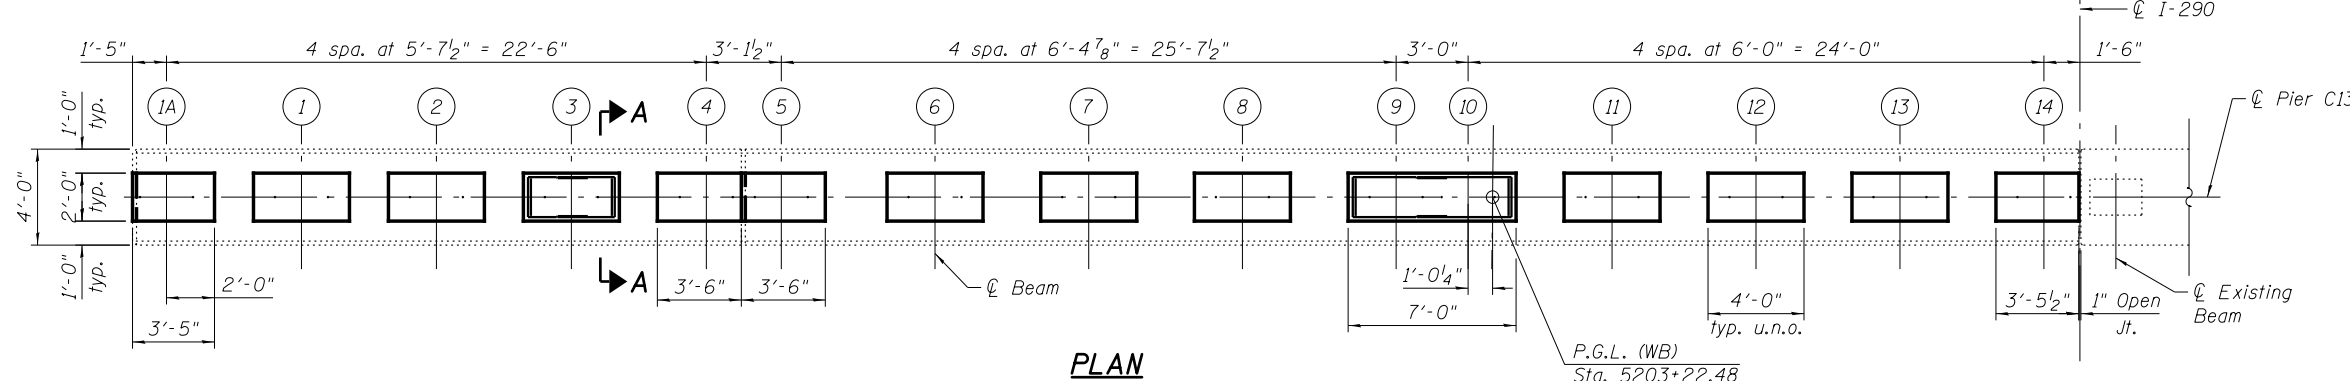 ℄ I-290
1'-5"
4 spa. at 5'-7½" = 22'-6"
3'-1½"
4 spa. at 6'-4⅞" = 25'-7½"
3'-0"
4 spa. at 6'-0" = 24'-0"
1'-6"
1'-0"
typ.
1A
1
2
3
A
4
5
6
7
8
9
10
11
12
13
14
℄ Pier C13
4'-0"
2'-0"
typ.
1'-0"
typ.
2'-0"
3'-5"
A
3'-6"
3'-6"
℄ Beam
1'-0¼"
7'-0"
4'-0"
typ. u.n.o.
3'-5½"
1" Open
Jt.
℄ Existing
Beam
PLAN
P.G.L. (WB)
Sta. 5203+22.48